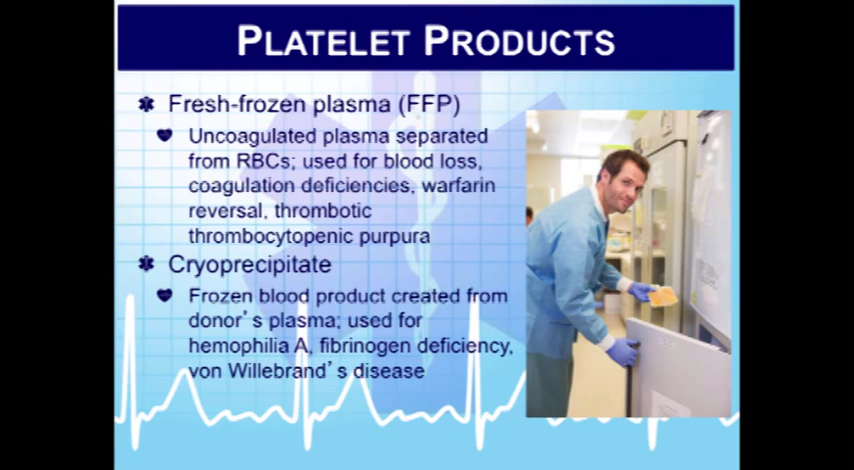 PLATELET PRODUCTS
Fresh-frozen plasma (FFP)
Uncoagulated plasma separated
from RBCs; used for blood loss,
coagulation deficiencies, warfarin
reversal, thrombotic
thrombocytopenic purpura
Cryoprecipitate
Frozen blood product created from
donor's plasma; used for
hemophilia A, fibrinogen deficiency,
von Willebrand's disease